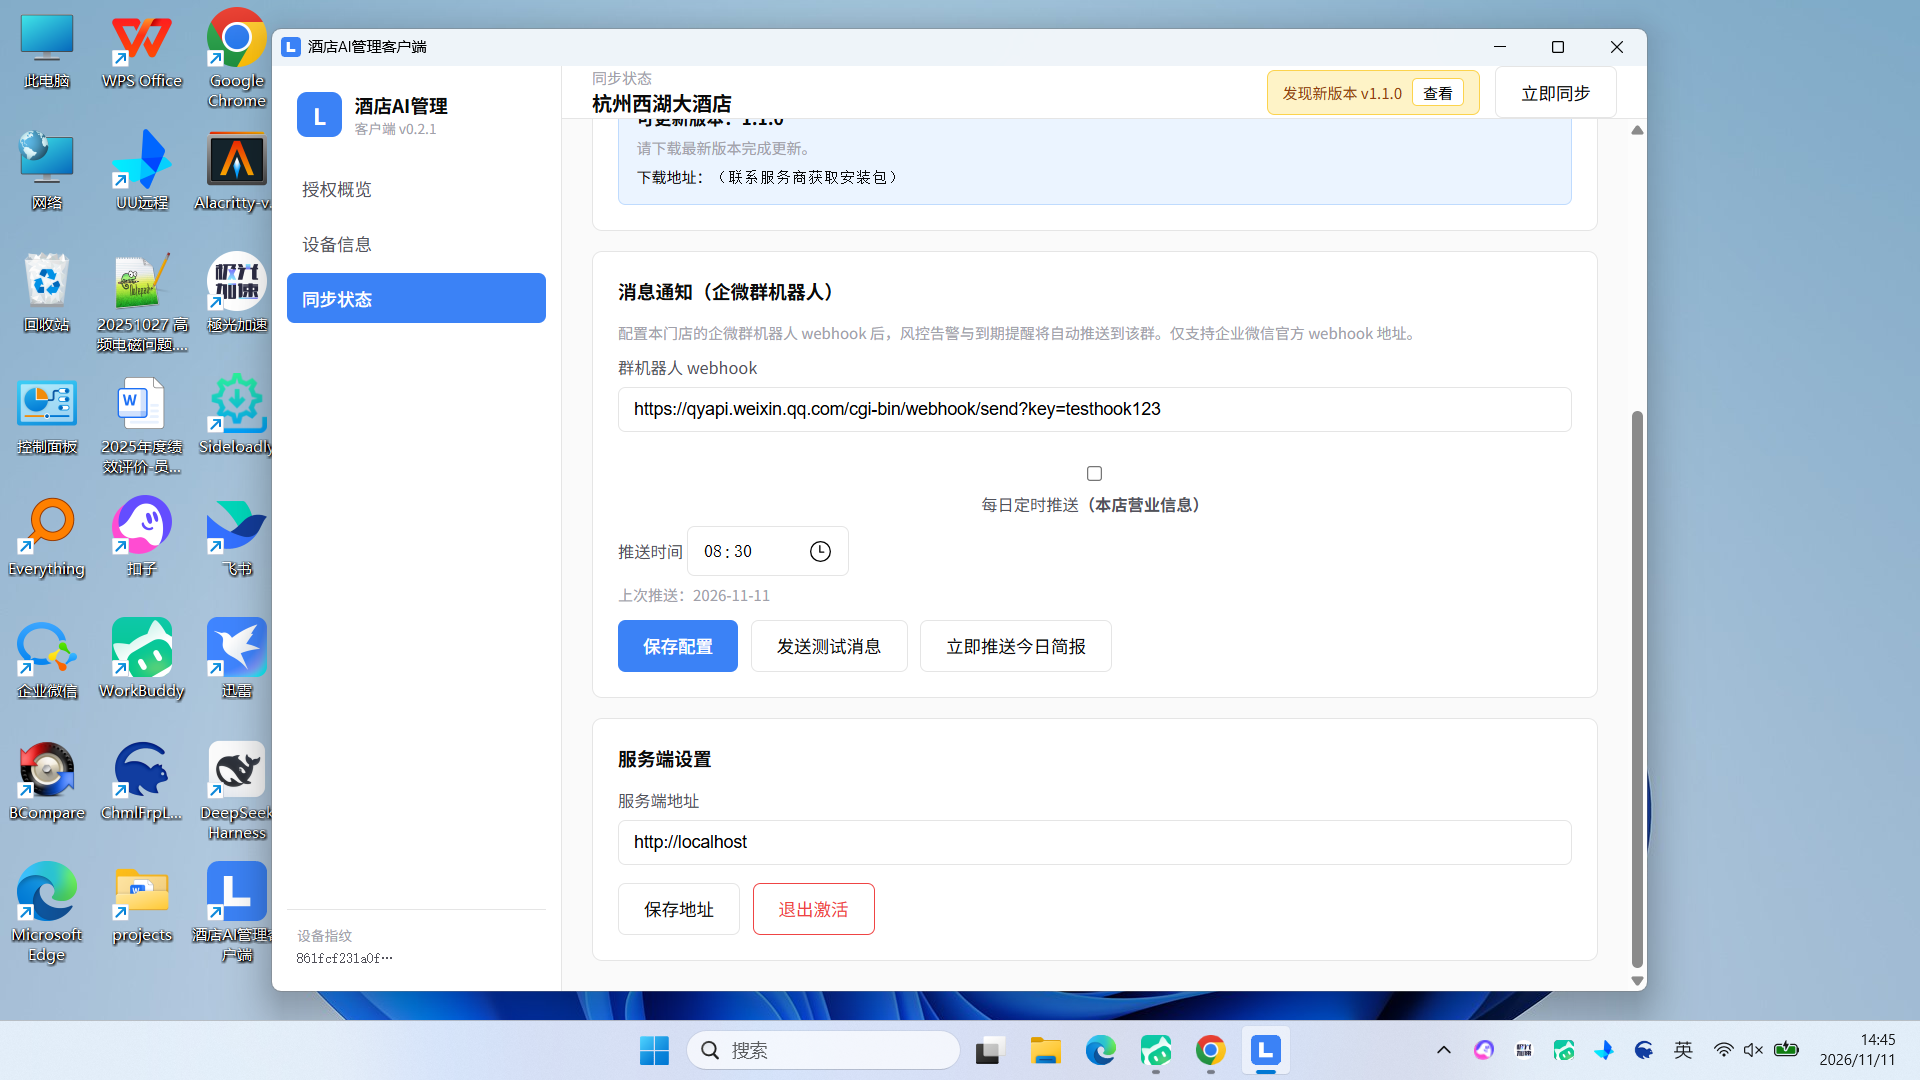 此电脑
WPS Office
Google Chrome
网络
UU远程
Alacritty-v.
回收站
20251027 高
频电磁问题....
极光
加速
極光加速
控制面板
2025年度绩
效评价-员...
Sideloadly
Everything
扣子
飞书
企业微信
WorkBuddy
迅雷
BCompare
ChmlFrpL...
DeepSeek
Harness
Microsoft
Edge
projects
酒店AI管理客
户端
酒店AI管理客户端
L
酒店AI管理
客户端 v0.2.1
授权概览
设备信息
同步状态
设备指纹
861fcf231a0f…
同步状态
杭州西湖大酒店
发现新版本 v1.1.0
查看
立即同步
可更新版本：1.1.0
请下载最新版本完成更新。
下载地址：（联系服务商获取安装包）
消息通知（企微群机器人）
配置本门店的企微群机器人 webhook 后，风控告警与到期提醒将自动推送到该群。仅支持企业微信官方 webhook 地址。
群机器人 webhook
https://qyapi.weixin.qq.com/cgi-bin/webhook/send?key=testhook123
每日定时推送（本店营业信息）
推送时间 08:30
上次推送：2026-11-11
保存配置
发送测试消息
立即推送今日简报
服务端设置
服务端地址
http://localhost
保存地址
退出激活
搜索
英
14:45
2026/11/11